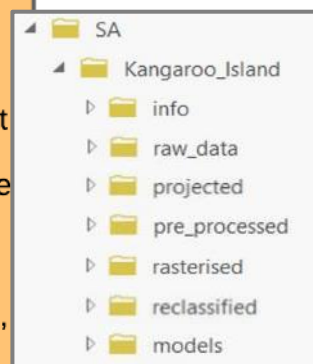 SA
Kangaroo_Island
info
raw_data
projected
pre_processed
rasterised
reclassified
models